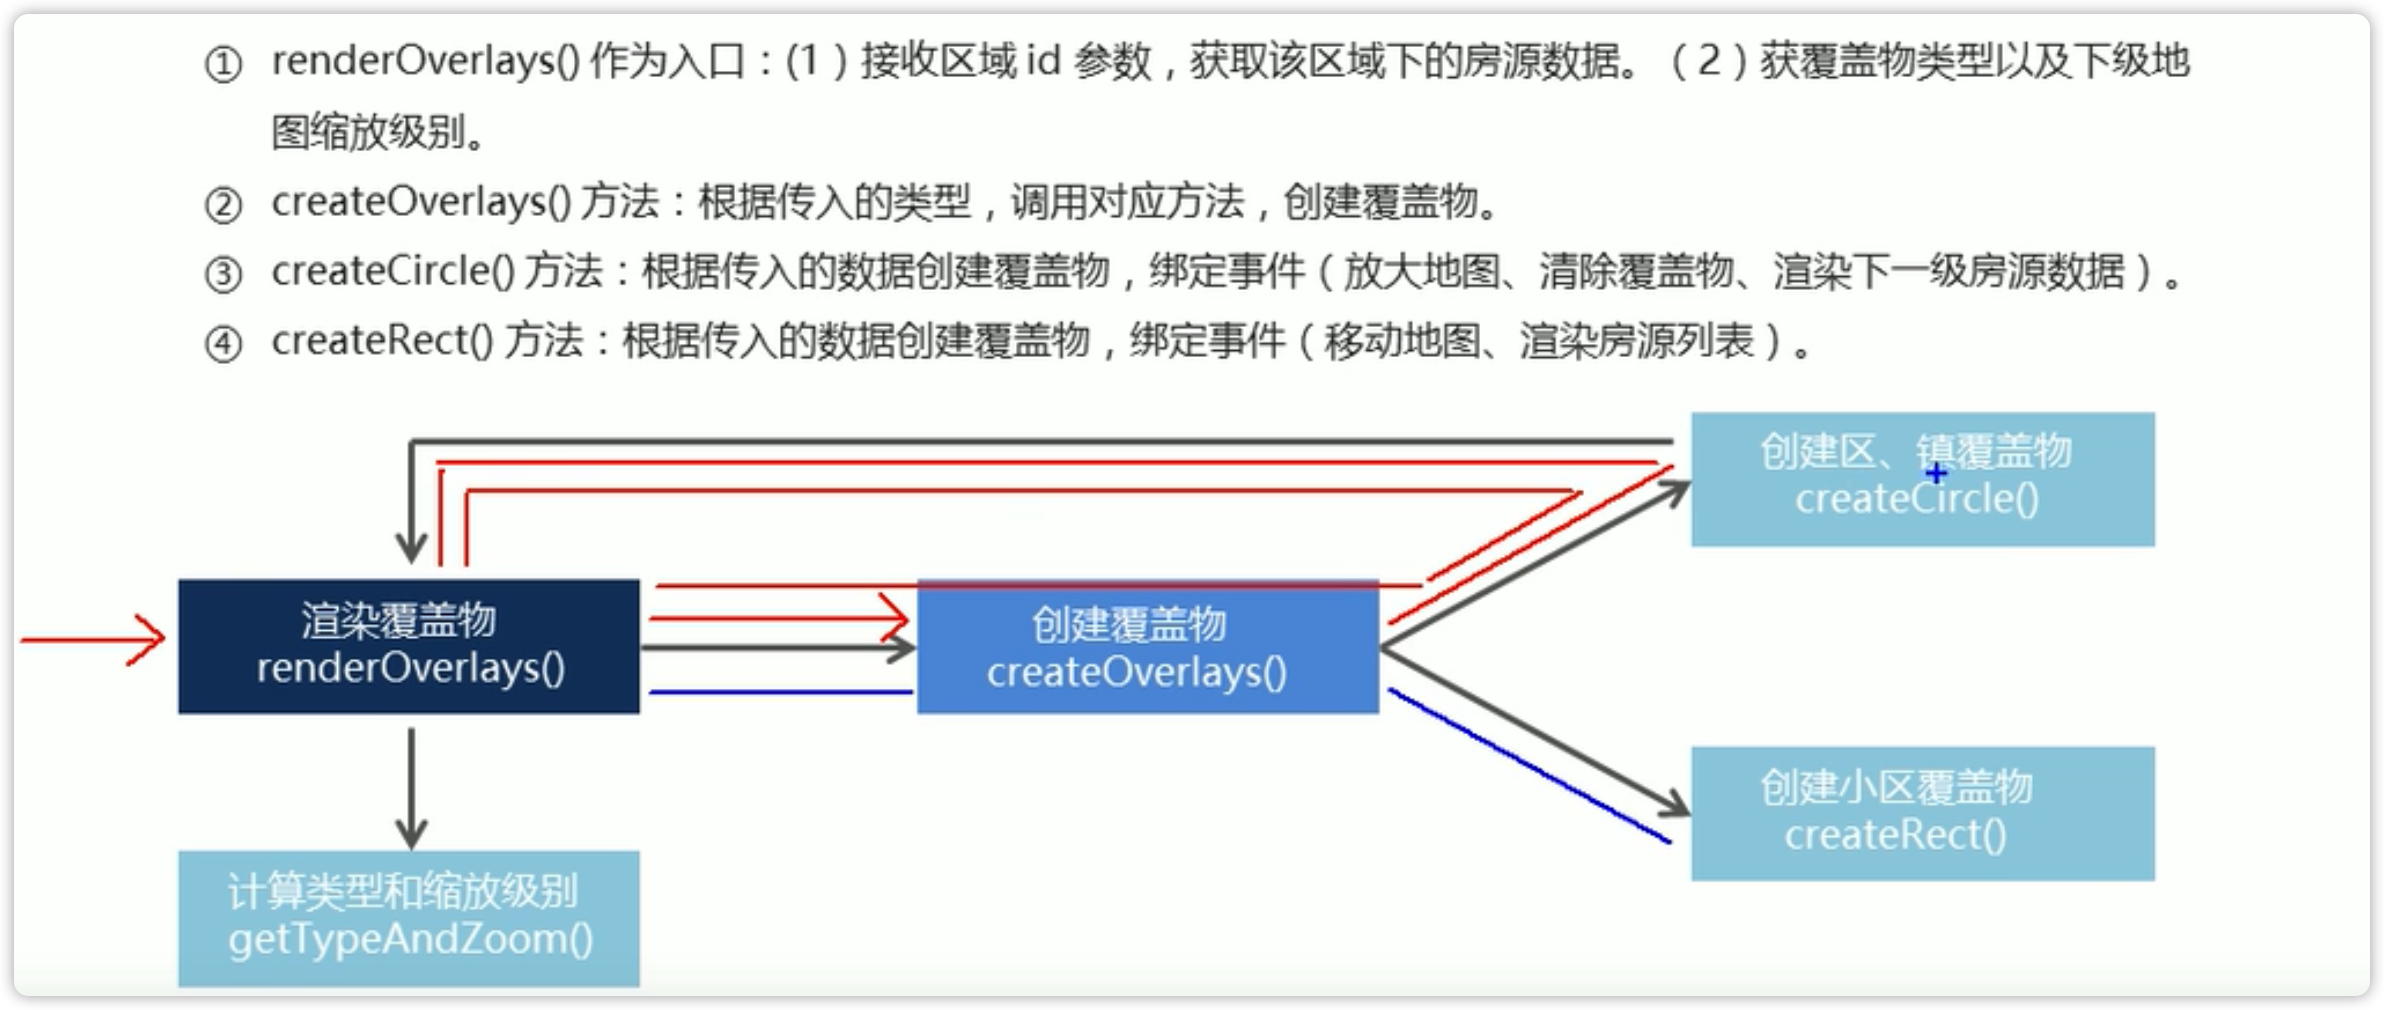 ① renderOverlays() 作为入口：(1）接收区域 id 参数，获取该区域下的房源数据。（2）获覆盖物类型以及下级地
图缩放级别。
② createOverlays() 方法：根据传入的类型，调用对应方法，创建覆盖物。
③ createCircle() 方法：根据传入的数据创建覆盖物，绑定事件（放大地图、清除覆盖物、渲染下一级房源数据）。
④ createRect() 方法：根据传入的数据创建覆盖物，绑定事件（移动地图、渲染房源列表）。
创建区、镇覆盖物
createCircle()
渲染覆盖物
renderOverlays()
创建覆盖物
createOverlays()
创建小区覆盖物
createRect()
计算类型和缩放级别
getTypeAndZoom()